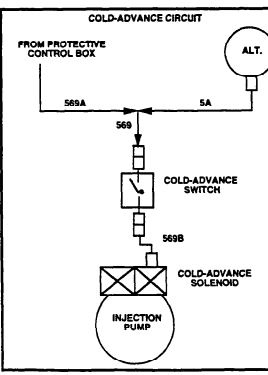 COLD-ADVANCE CIRCUIT
FROM PROTECTIVE
CONTROL BOX
ALT.
569A
5A
569
COLD-ADVANCE
SWITCH
569B
COLD-ADVANCE
SOLENOID
INJECTION
PUMP